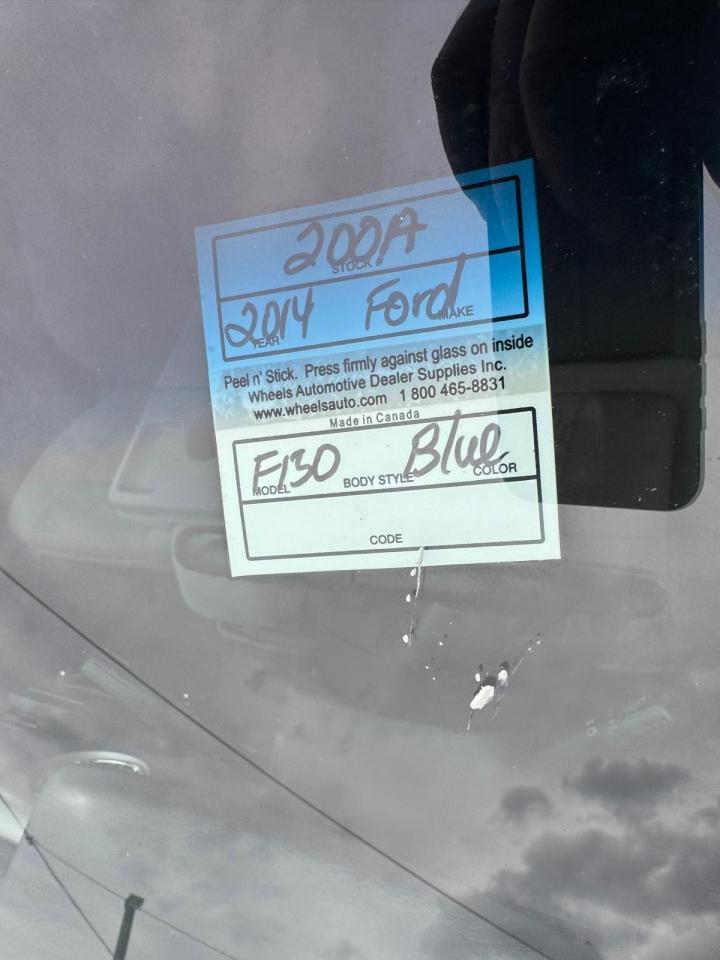 200A
STOCK #
2014 Ford
YEAR MAKE
Peel n' Stick. Press firmly against glass on inside
Wheels Automotive Dealer Supplies Inc.
www.wheelsauto.com 1 800 465-8831
Made in Canada
F130 Blue
MODEL BODY STYLE COLOR
CODE